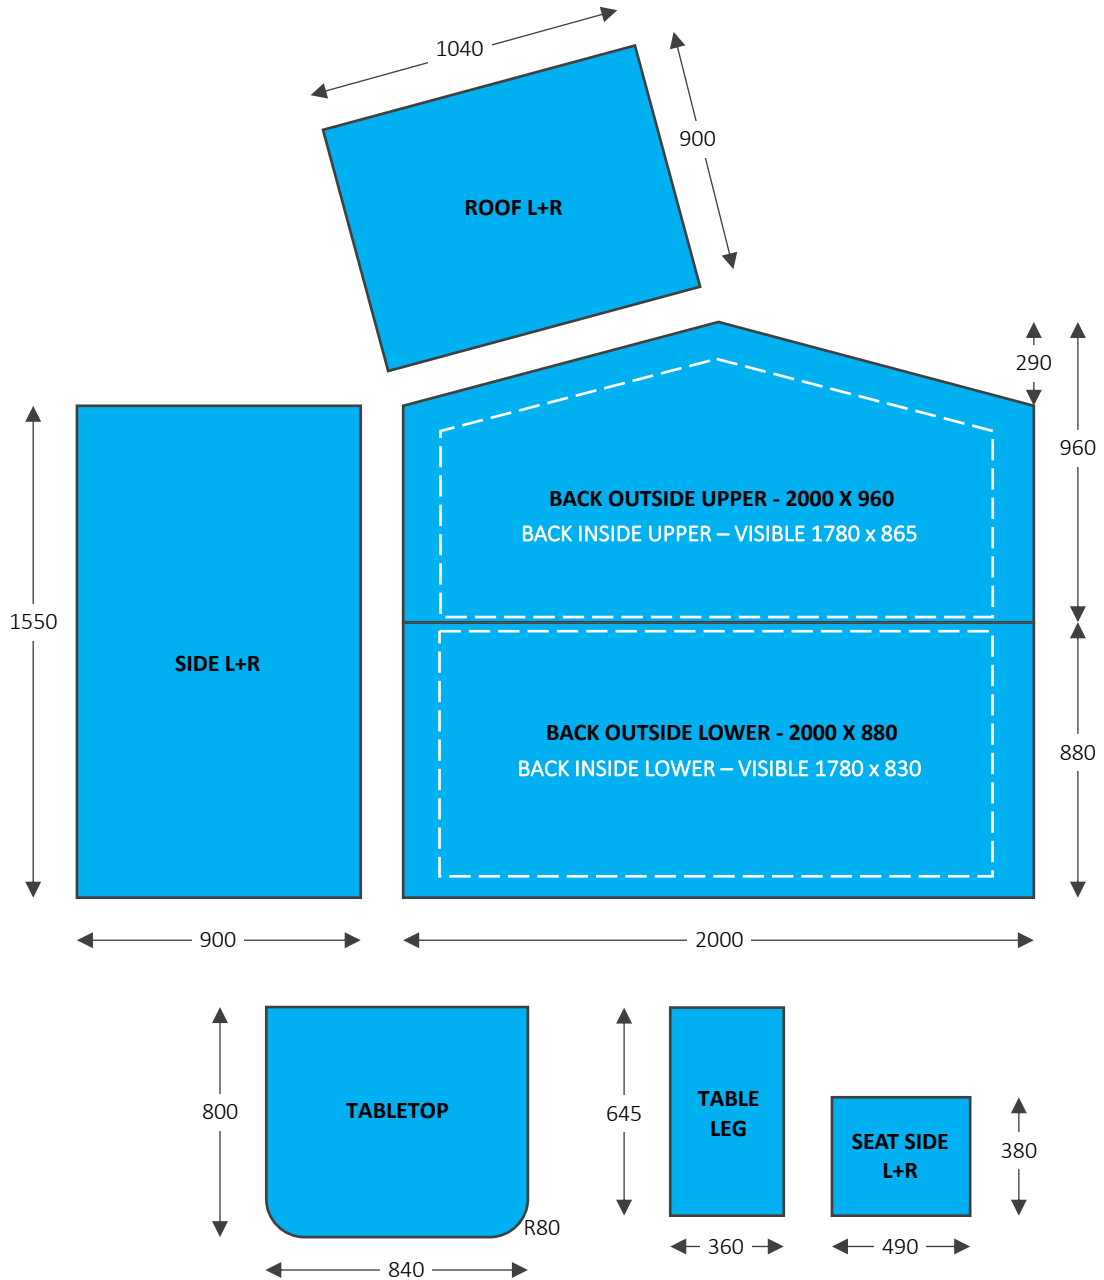 1040
900
ROOF L+R
290
960
BACK OUTSIDE UPPER - 2000 X 960
BACK INSIDE UPPER – VISIBLE 1780 x 865
1550
SIDE L+R
BACK OUTSIDE LOWER - 2000 X 880
BACK INSIDE LOWER – VISIBLE 1780 x 830
880
900
2000
800
TABLETOP
R80
840
645
TABLE
LEG
360
SEAT SIDE
L+R
380
490